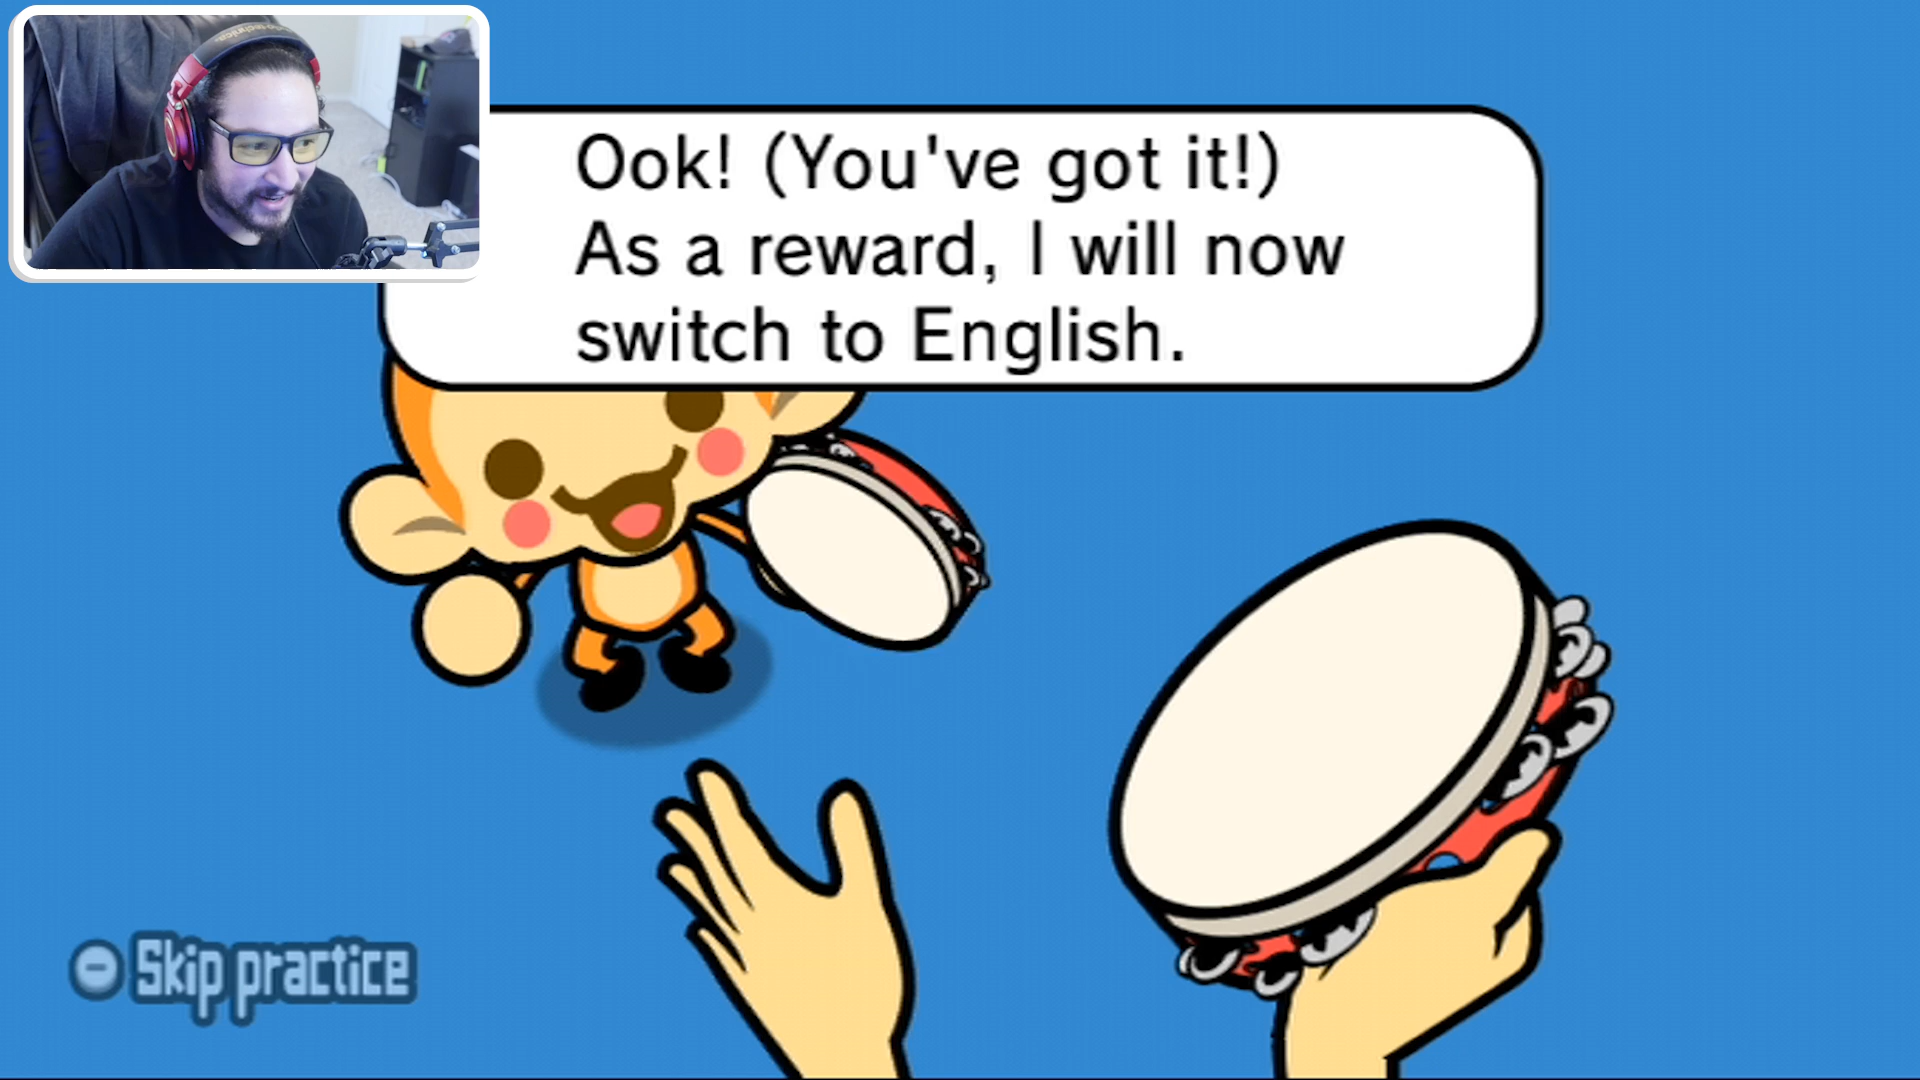 Ook! (You've got it!)
As a reward, I will now
switch to English.
Skip practice